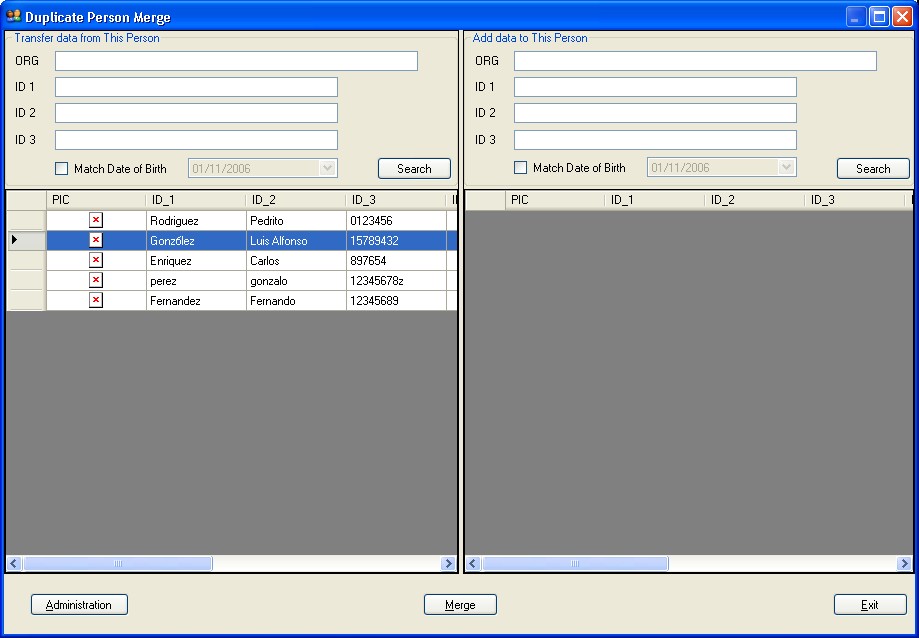 Duplicate Person Merge
Transfer data from This Person
ORG
ID 1
ID 2
ID 3
Match Date of Birth 01/11/2006 Search
PIC ID_1 ID_2 ID_3
Rodriguez Pedrito 0123456
Gonzбlez Luis Alfonso 15789432
Enriquez Carlos 897654
perez gonzalo 12345678z
Fernandez Fernando 12345689
Add data to This Person
ORG
ID 1
ID 2
ID 3
Match Date of Birth 01/11/2006 Search
PIC ID_1 ID_2 ID_3
Administration Merge Exit